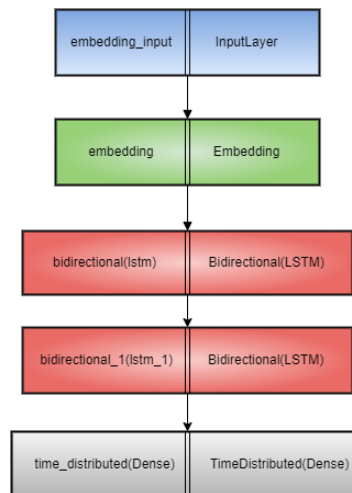 embedding_input InputLayer
embedding Embedding
bidirectional(lstm) Bidirectional(LSTM)
bidirectional_1(lstm_1) Bidirectional(LSTM)
time_distributed(Dense) TimeDistributed(Dense)